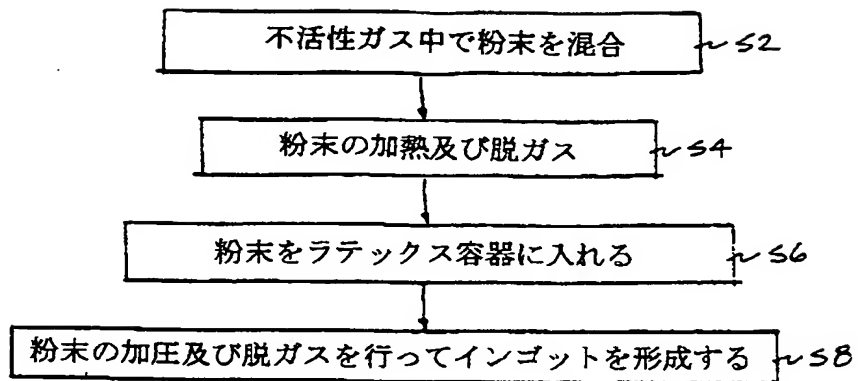 不活性ガス中で粉末を混合 S2
粉末の加熱及び脱ガス S4
粉末をラテックス容器に入れる S6
粉末の加圧及び脱ガスを行ってインゴットを形成する S8